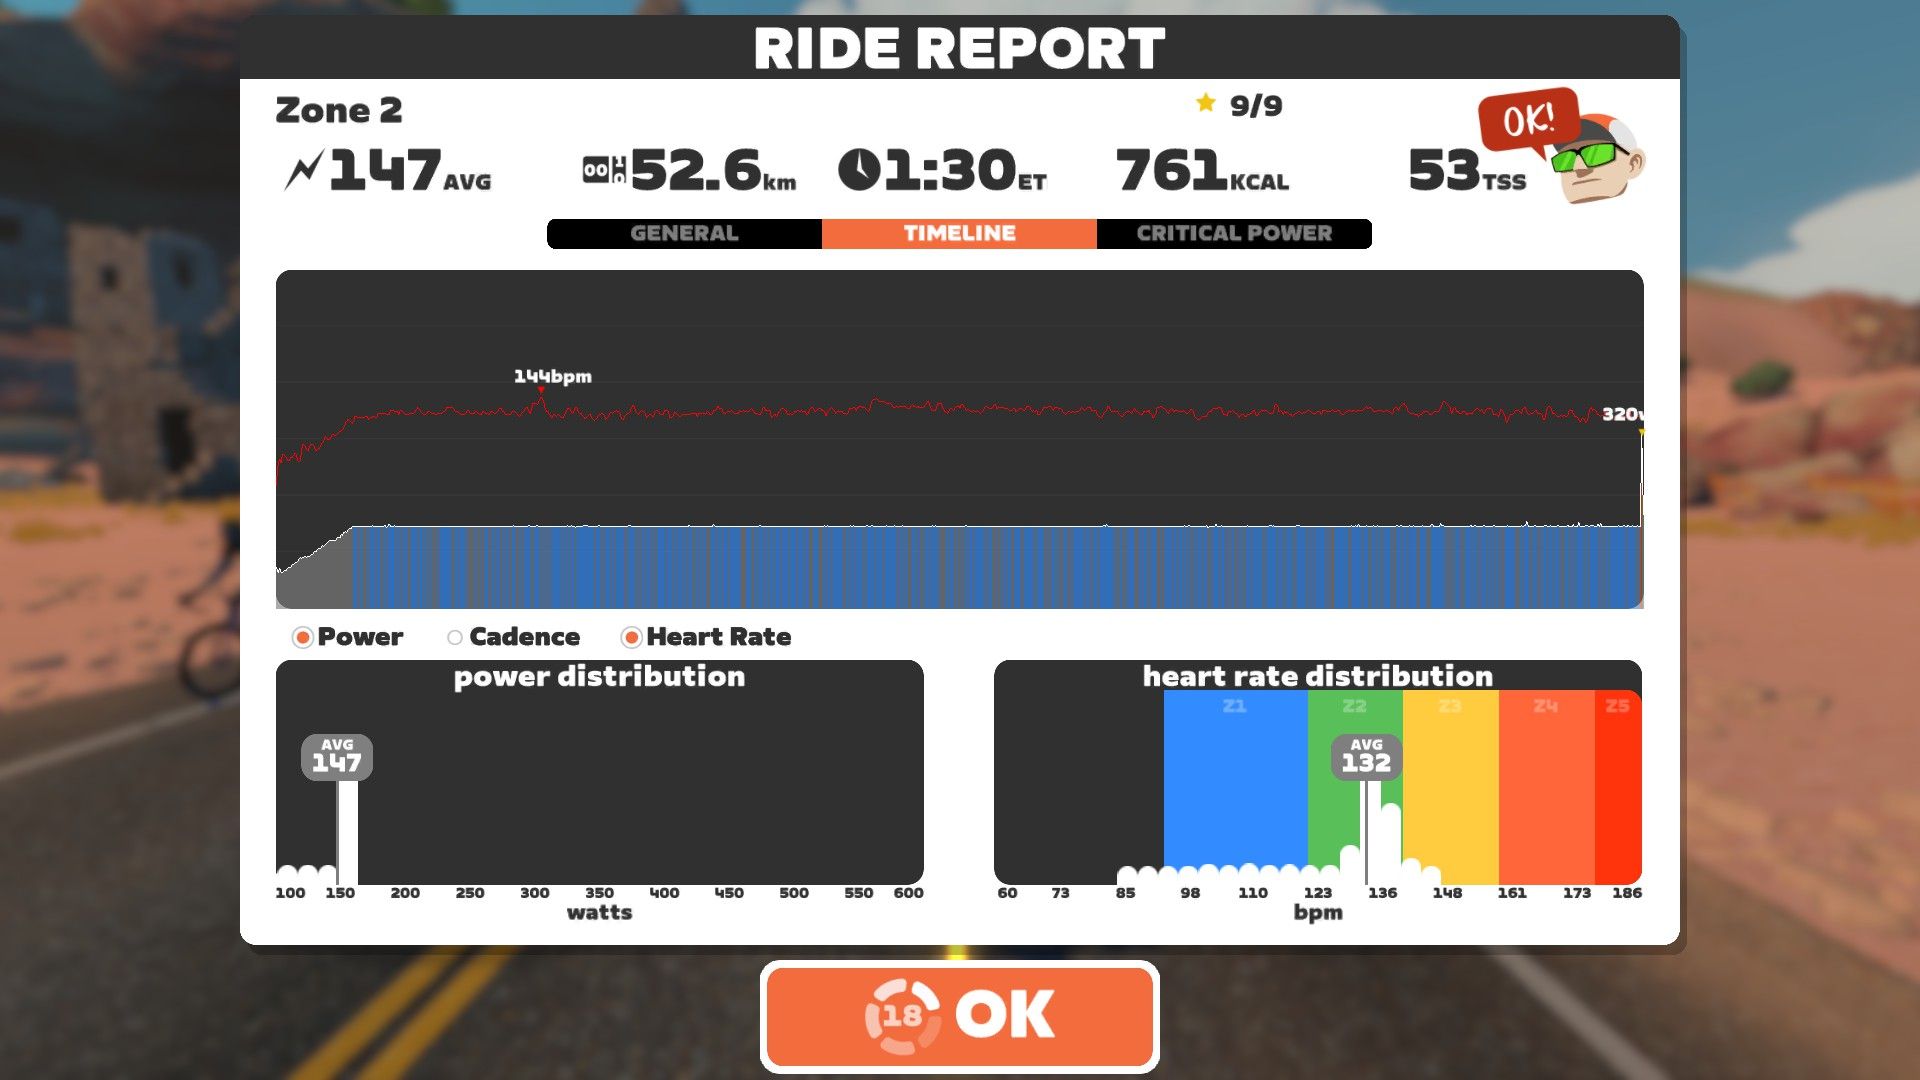 RIDE REPORT
Zone 2
9/9
OK!
147AVG
00
52.6km
1:30ET
761KCAL
53TSS
GENERAL
TIMELINE
CRITICAL POWER
144bpm
320w
Power
Cadence
Heart Rate
power distribution
AVG
147
100 150 200 250 300 350 400 450 500 550 600
watts
heart rate distribution
Z1 Z2 Z3 Z4 Z5
AVG
132
60 73 85 98 110 123 136 148 161 173 186
bpm
18 OK